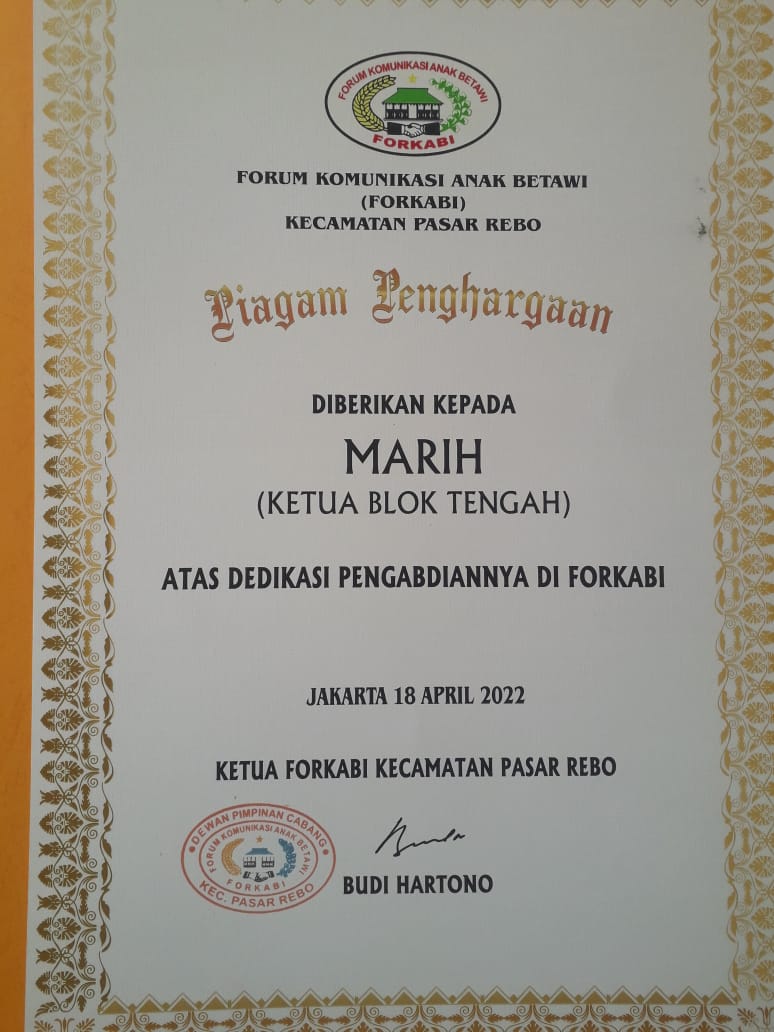 FORUM KOMUNIKASI ANAK BETAWI
FORKABI
FORUM KOMUNIKASI ANAK BETAWI
(FORKABI)
KECAMATAN PASAR REBO
Piagam Penghargaan
DIBERIKAN KEPADA
MARIH
(KETUA BLOK TENGAH)
ATAS DEDIKASI PENGABDIANNYA DI FORKABI
JAKARTA 18 APRIL 2022
KETUA FORKABI KECAMATAN PASAR REBO
DEWAN PIMPINAN CABANG
FORUM KOMUNIKASI ANAK BETAWI
FORKABI
KEC. PASAR REBO
BUDI HARTONO